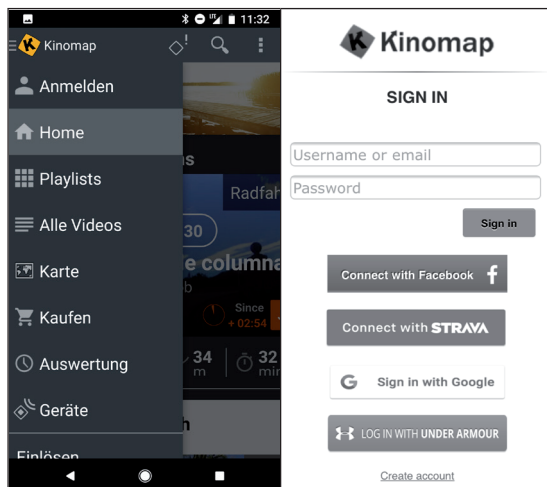 11:32
Kinomap
Anmelden
Home
Playlists
Alle Videos
Karte
Kaufen
Auswertung
Geräte
Einlösen
Radfah
30
e columna
Since
+ 02:54
34
m
32
min
Kinomap
SIGN IN
Username or email
Password
Sign in
Connect with Facebook
Connect with STRAVA
Sign in with Google
LOG IN WITH UNDER ARMOUR
Create account